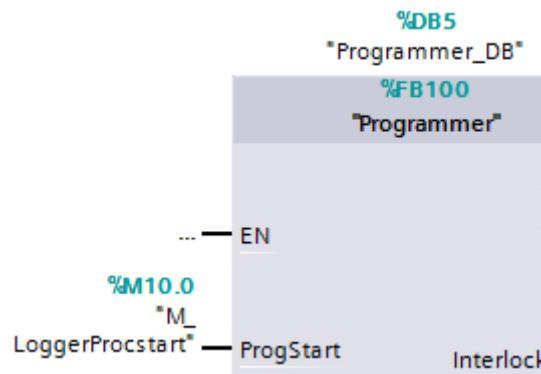 %DB5
"Programmer_DB"
%FB100
"Programmer"
... EN
%M10.0
"M_
LoggerProcstart" ProgStart
Interlock